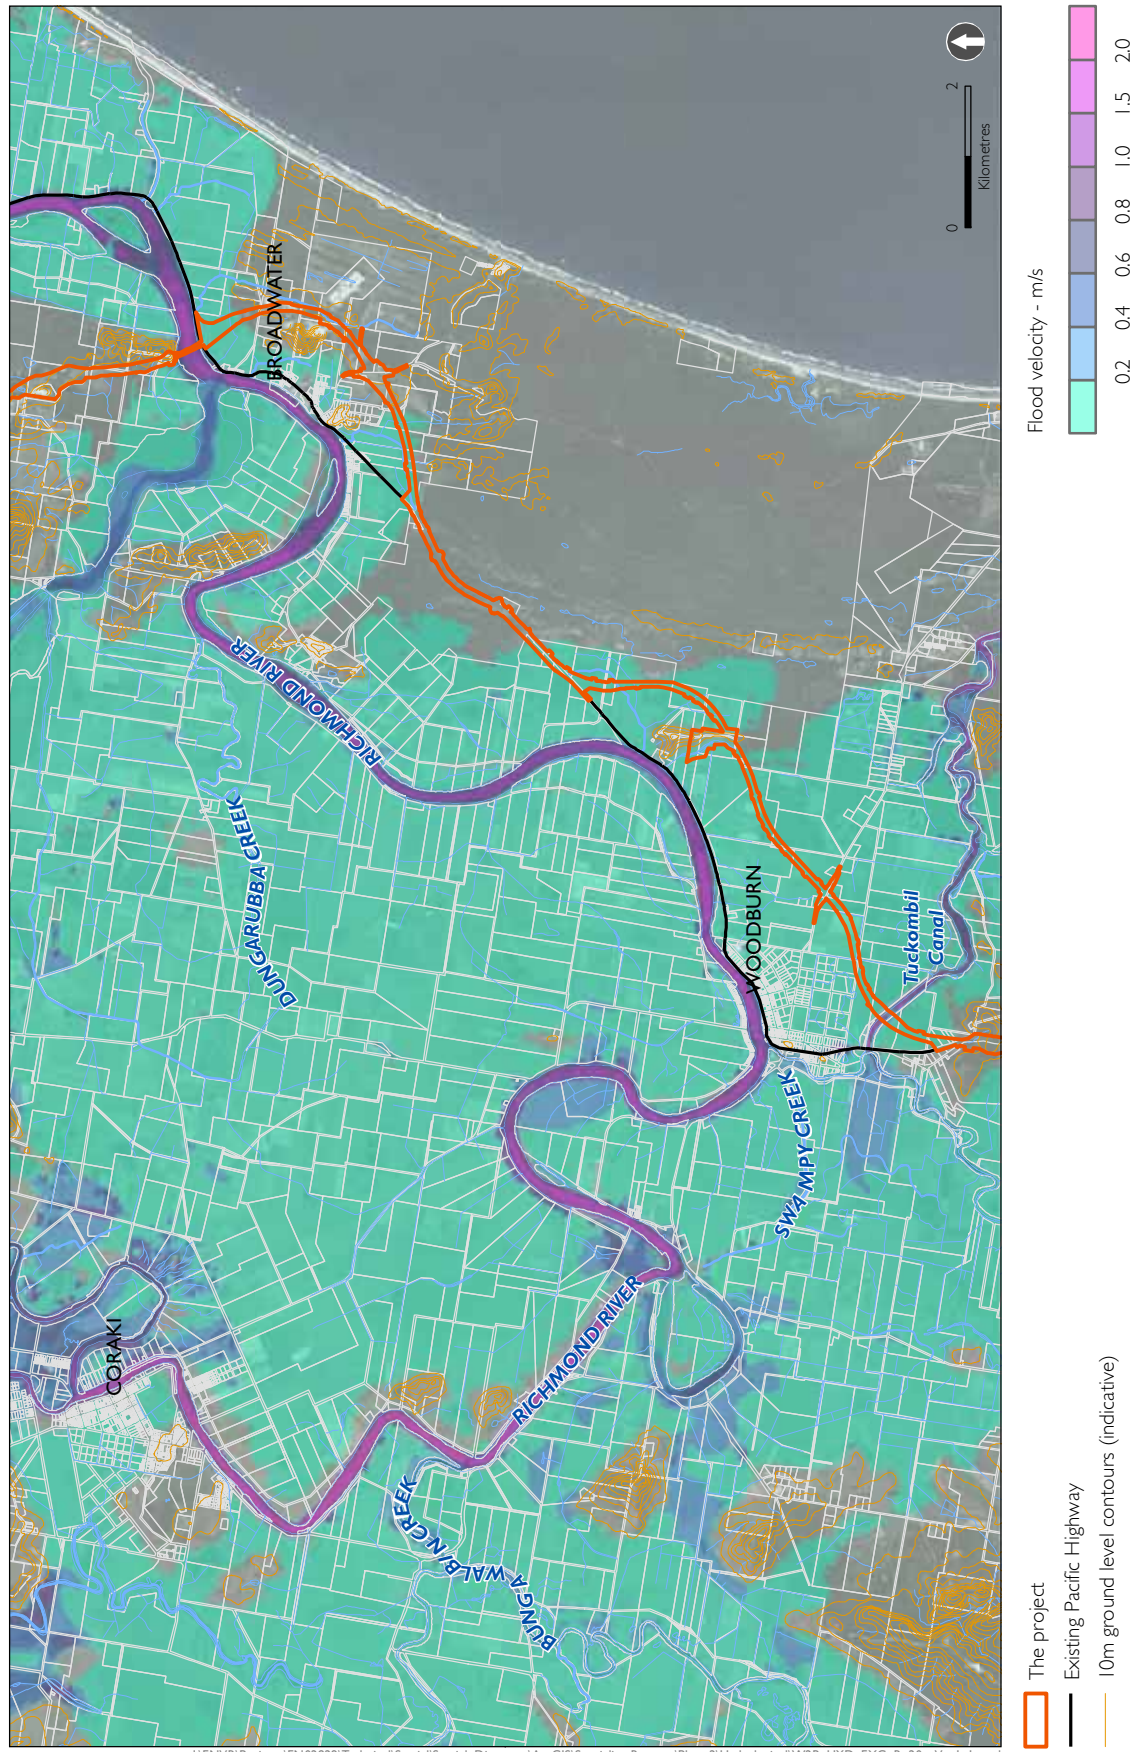 BROADWATER
RICHMOND RIVER
DUNGARUBBA CREEK
WOODBURN
Tuckombil
Canal
SWAMPY CREEK
CORAKI
RICHMOND RIVER
BUNGAWALBIN CREEK
0
2
Kilometres
The project
Existing Pacific Highway
10m ground level contours (indicative)
Flood velocity - m/s
0.2
0.4
0.6
0.8
1.0
1.5
2.0